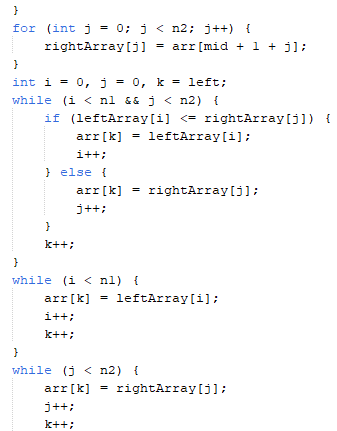 }
for (int j = 0; j < n2; j++) {
    rightArray[j] = arr[mid + 1 + j];
}
int i = 0, j = 0, k = left;
while (i < n1 && j < n2) {
    if (leftArray[i] <= rightArray[j]) {
        arr[k] = leftArray[i];
        i++;
    } else {
        arr[k] = rightArray[j];
        j++;
    }
    k++;
}
while (i < n1) {
    arr[k] = leftArray[i];
    i++;
    k++;
}
while (j < n2) {
    arr[k] = rightArray[j];
    j++;
    k++;